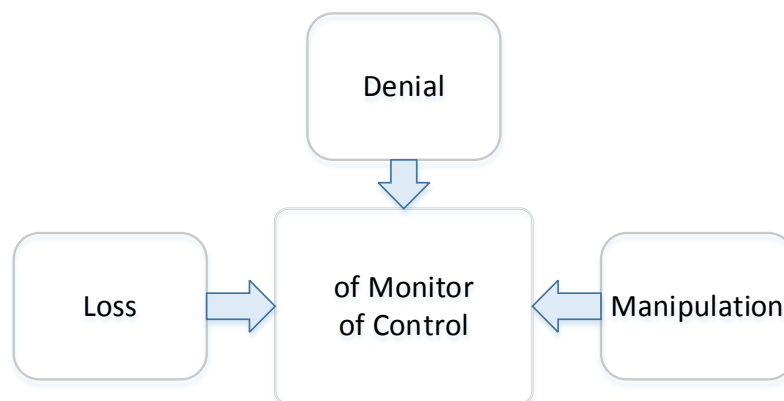 Denial
Loss
of Monitor
of Control
Manipulation